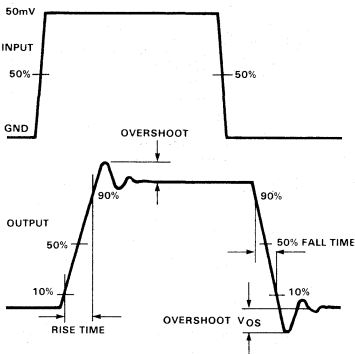 50mV
INPUT
50%
50%
GND
OVERSHOOT
90%
90%
OUTPUT
50%
50% FALL TIME
10%
10%
RISE TIME
OVERSHOOT VOS